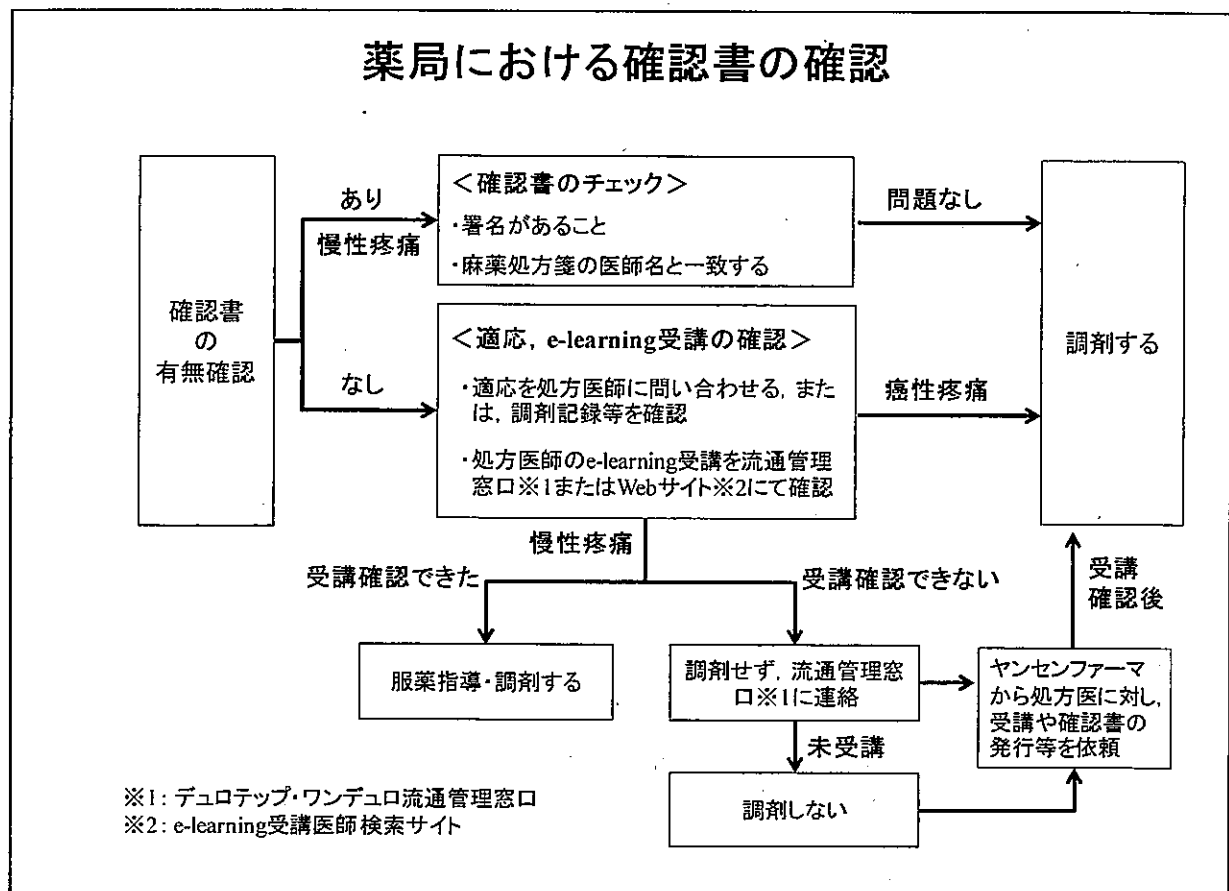 薬局における確認書の確認
確認書
の
有無確認
あり
慢性疼痛
なし
＜確認書のチェック＞
・署名があること
・麻薬処方箋の医師名と一致する
問題なし
＜適応, e-learning受講の確認＞
・適応を処方医師に問い合わせる, また
は, 調剤記録等を確認
・処方医師のe-learning受講を流通管理
窓口※1またはWebサイト※2にて確認
癌性疼痛
調剤する
慢性疼痛
受講確認できた
受講確認できない
服薬指導・調剤する
調剤せず, 流通管理窓
口※1に連絡
未受講
調剤しない
ヤンセンファーマ
から処方医に対し,
受講や確認書の
発行等を依頼
受講
確認後
※1: デュロテップ・ワンデュロ流通管理窓口
※2: e-learning受講医師検索サイト